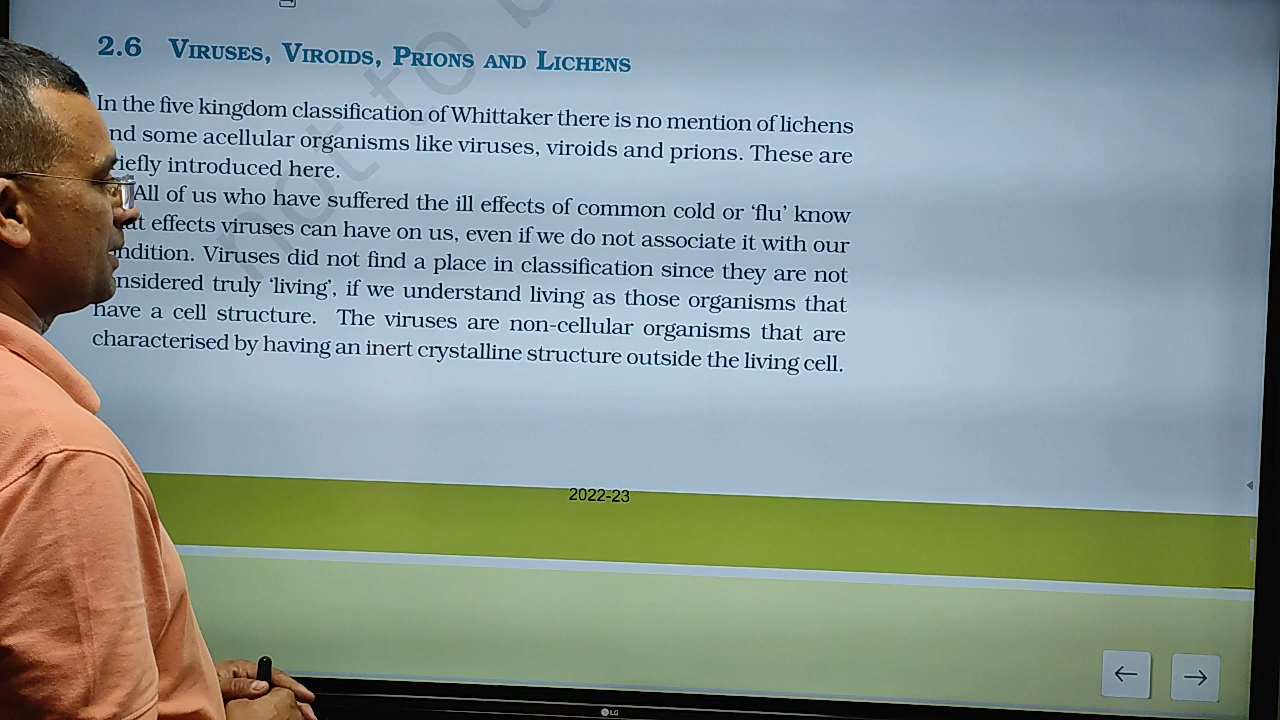 2.6 VIRUSES, VIROIDS, PRIONS AND LICHENS
not to b
In the five kingdom classification of Whittaker there is no mention of lichens
nd some acellular organisms like viruses, viroids and prions. These are
iefly introduced here.
All of us who have suffered the ill effects of common cold or ‘flu’ know
at effects viruses can have on us, even if we do not associate it with our
ndition. Viruses did not find a place in classification since they are not
nsidered truly ‘living’, if we understand living as those organisms that
have a cell structure. The viruses are non-cellular organisms that are
characterised by having an inert crystalline structure outside the living cell.
2022-23
LG